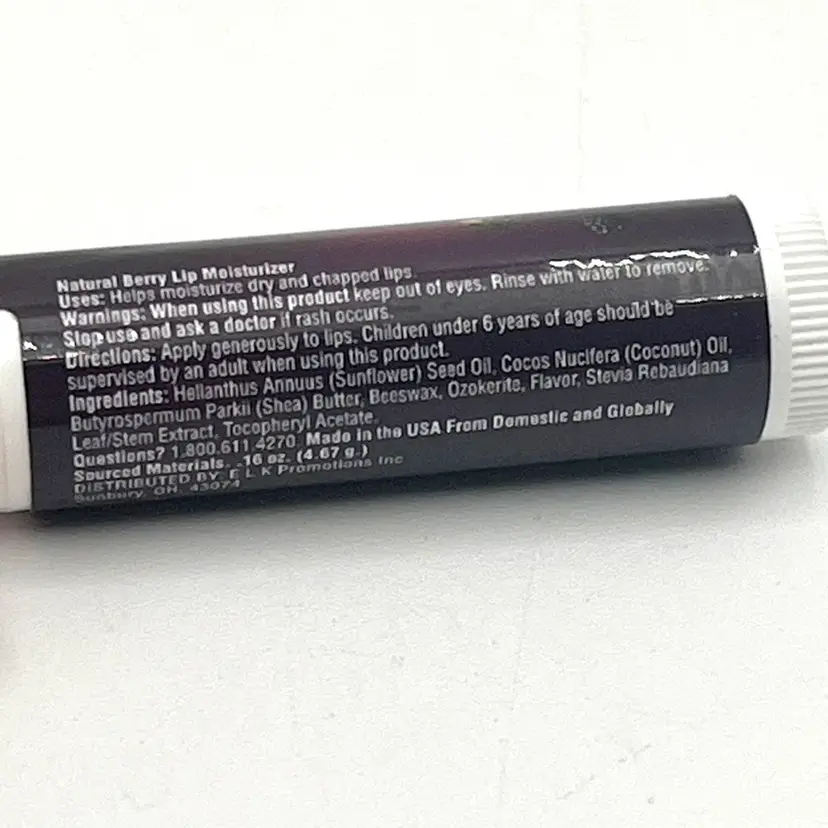 Natural Berry Lip Moisturizer
Uses: Helps moisturize dry and chapped lips.
Warnings: When using this product keep out of eyes. Rinse with water to remove.
Stop use and ask a doctor if rash occurs.
Directions: Apply generously to lips. Children under 6 years of age should be
supervised by an adult when using this product.
Ingredients: Helianthus Annuus (Sunflower) Seed Oil, Cocos Nucifera (Coconut) Oil,
Butyrospermum Parkii (Shea) Butter, Beeswax, Ozokerite, Flavor, Stevia Rebaudiana
Leaf/Stem Extract, Tocopheryl Acetate.
Questions? 1.800.611.4270. Made in the USA From Domestic and Globally
Sourced Materials. .16 oz. (4.67 g.)
DISTRIBUTED BY E L K Promotions Inc
Sunbury, OH. 43074